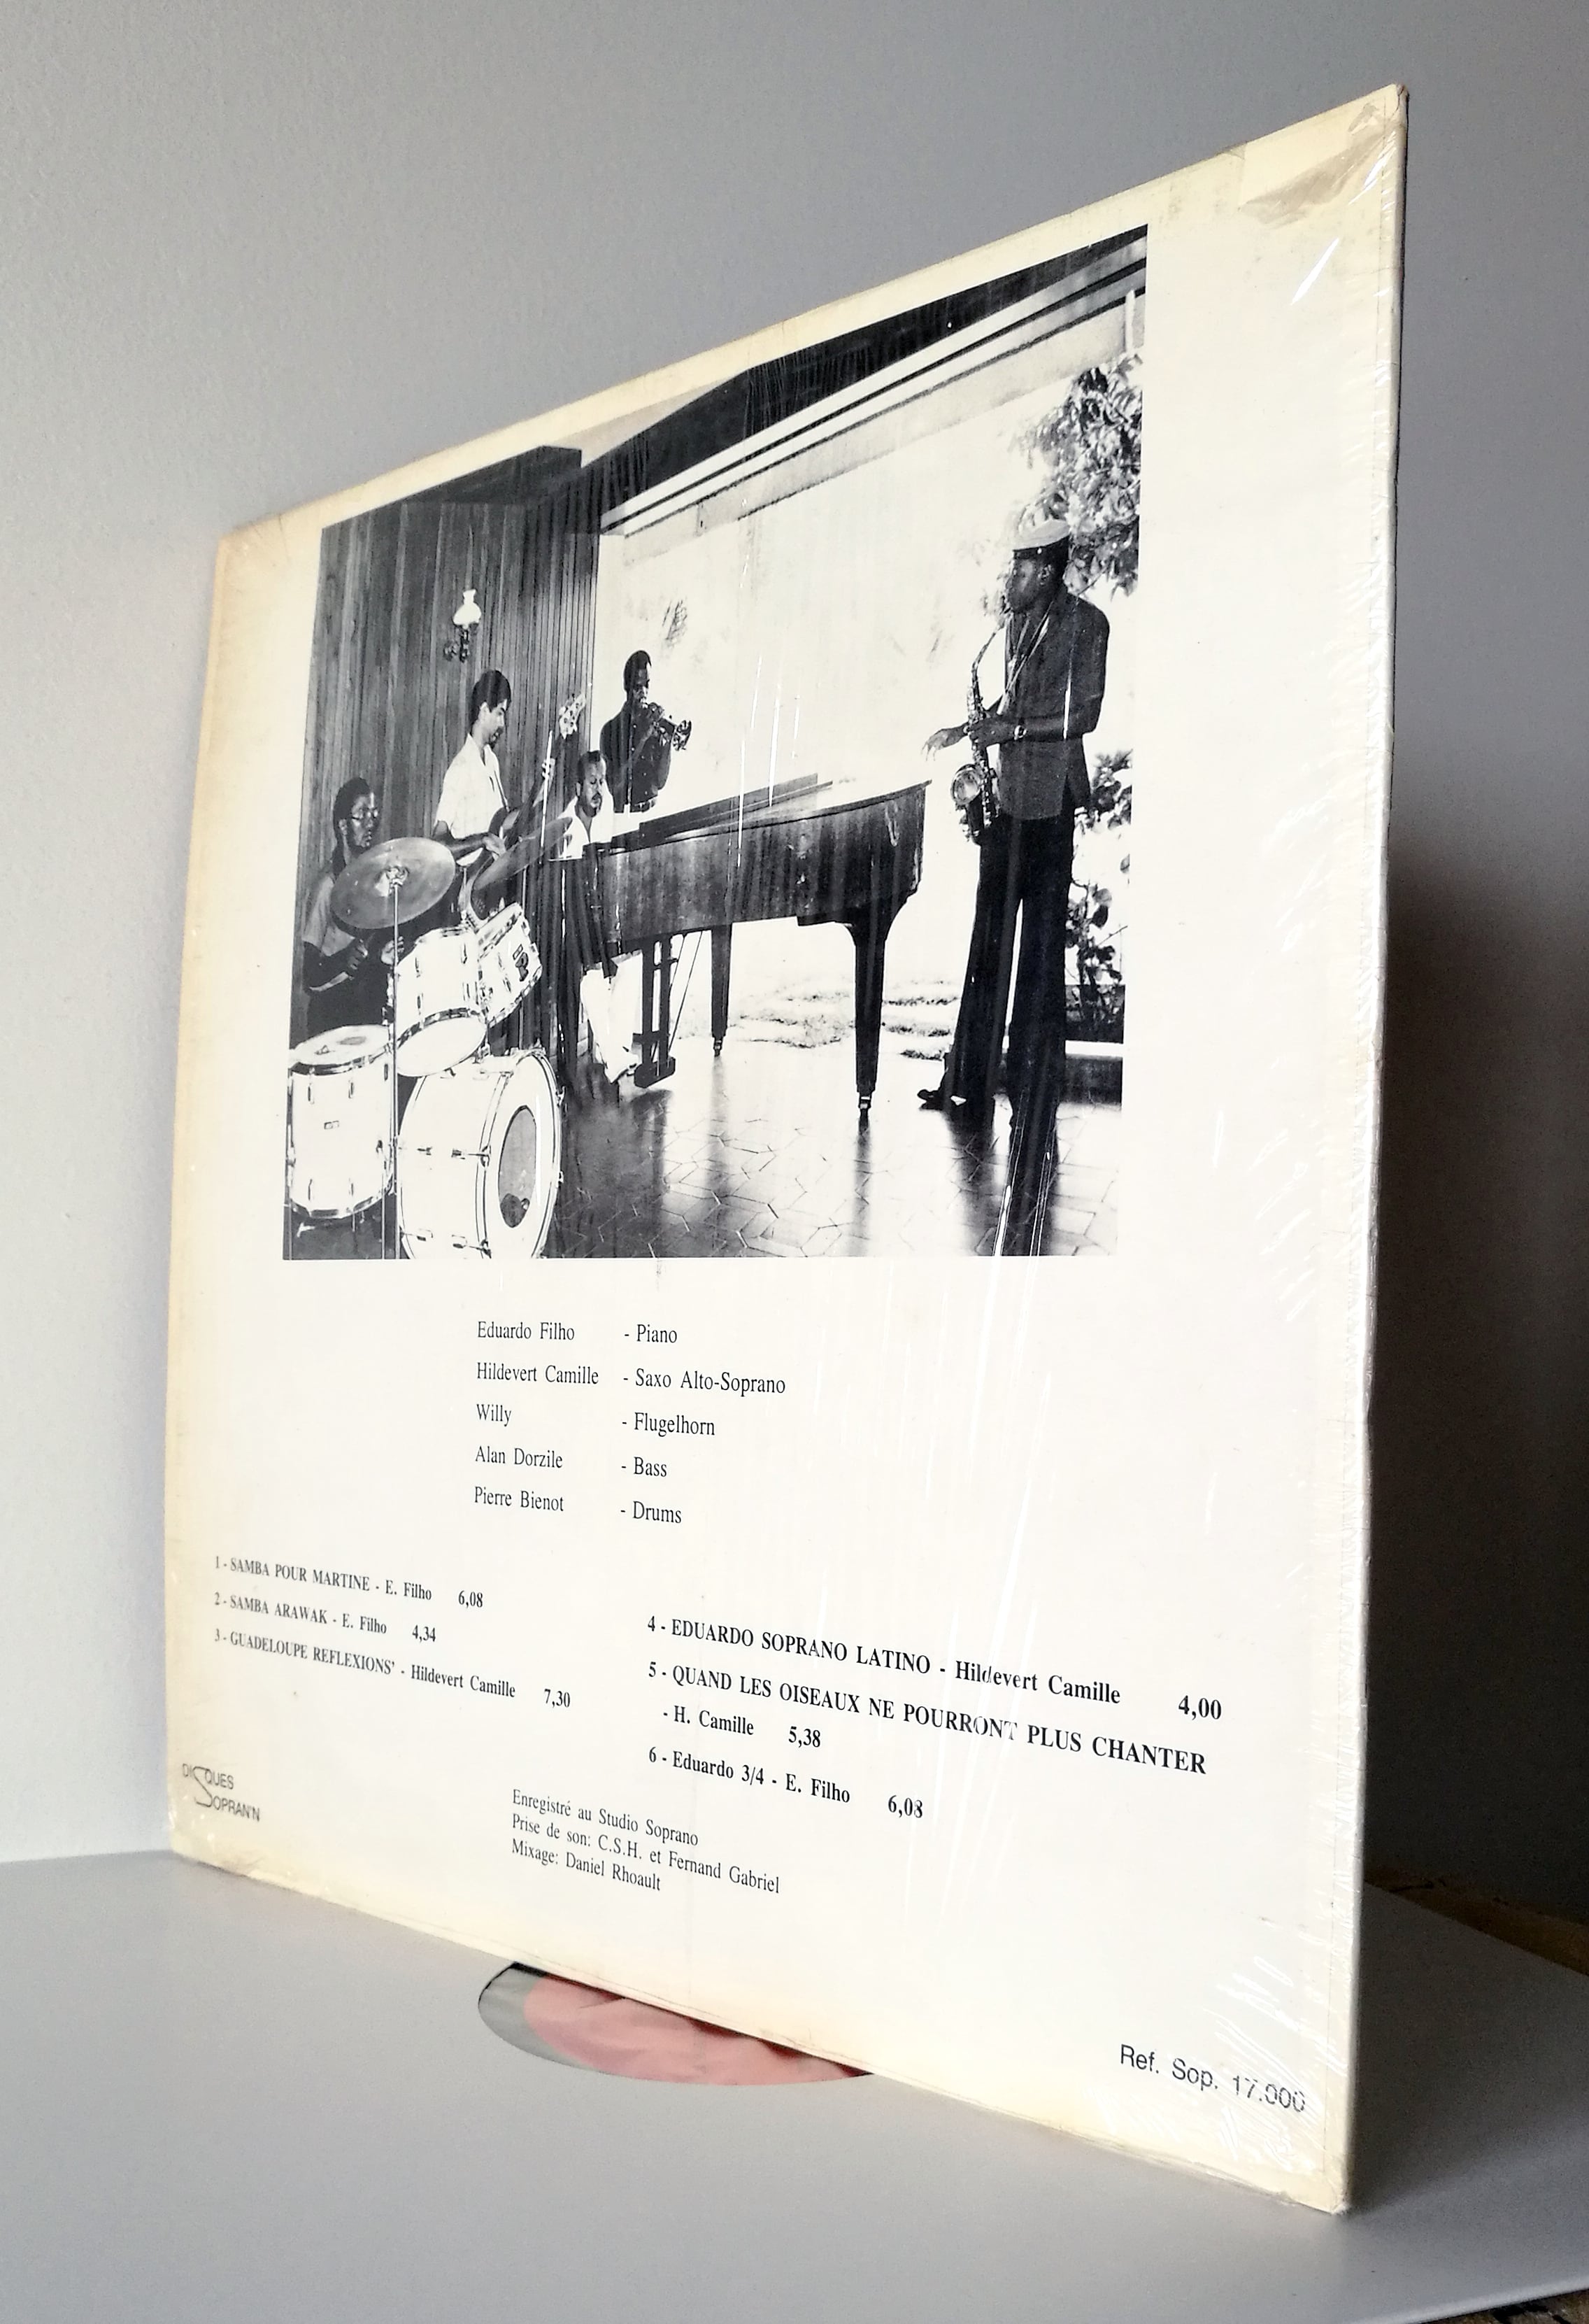 Eduardo Filho - Piano
Hildevert Camille - Saxo Alto-Soprano
Willy - Flugelhorn
Alan Dorzile - Bass
Pierre Bienot - Drums
1 - SAMBA POUR MARTINE - E. Filho 6,08
2 - SAMBA ARAWAK - E. Filho 4,34
3 - GUADELOUPE REFLEXIONS' - Hildevert Camille 7,30
4 - EDUARDO SOPRANO LATINO - Hildevert Camille 4,00
5 - QUAND LES OISEAUX NE POURRONT PLUS CHANTER
- H. Camille 5,38
6 - Eduardo 3/4 - E. Filho 6,08
DISQUES
SOPRAN'N
Enregistré au Studio Soprano
Prise de son: C.S.H. et Fernand Gabriel
Mixage: Daniel Rhoault
Ref. Sop. 17.000